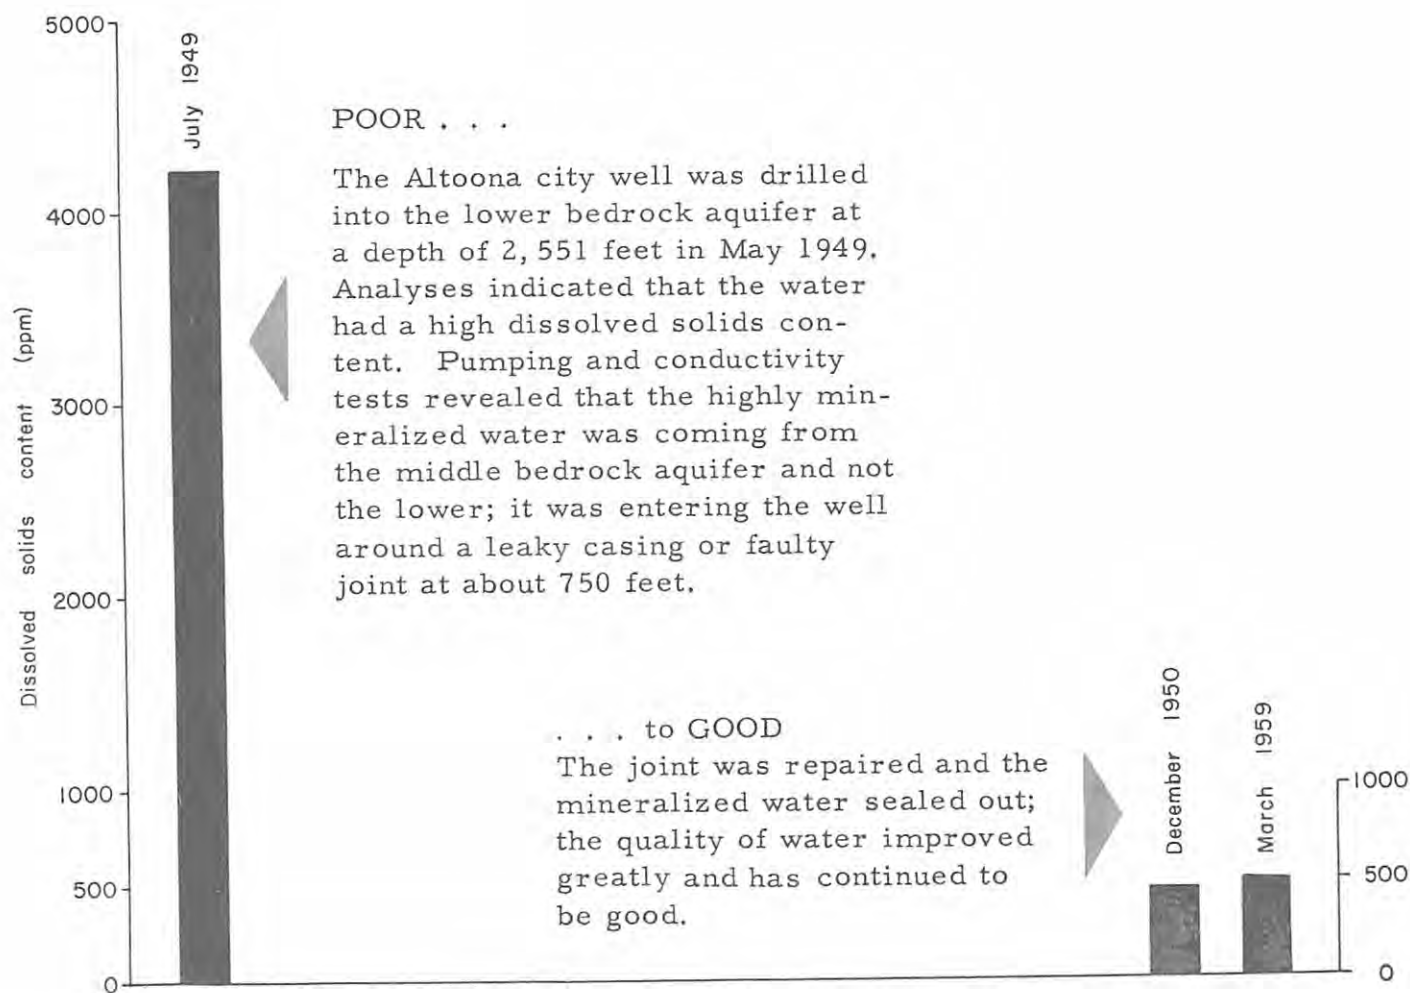 5000
4000
3000
2000
1000
500
0
Dissolved solids content (ppm)
July 1949
POOR . . .
The Altoona city well was drilled
into the lower bedrock aquifer at
a depth of 2, 551 feet in May 1949.
Analyses indicated that the water
had a high dissolved solids con-
tent. Pumping and conductivity
tests revealed that the highly min-
eralized water was coming from
the middle bedrock aquifer and not
the lower; it was entering the well
around a leaky casing or faulty
joint at about 750 feet.
. . . to GOOD
The joint was repaired and the
mineralized water sealed out;
the quality of water improved
greatly and has continued to
be good.
December 1950
March 1959
1000
500
0